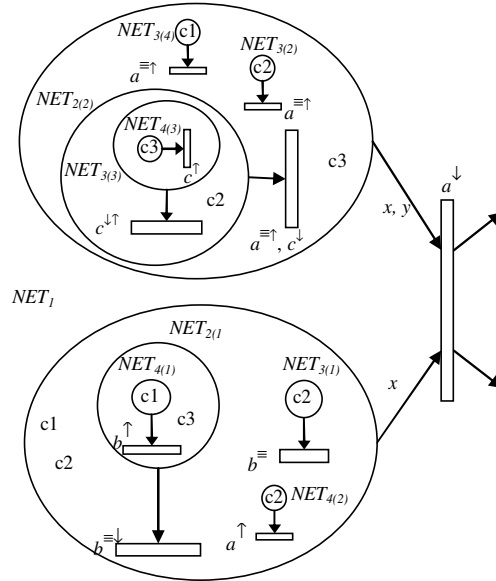 NET3(4)
c1
NET3(2)
c2
a≡↑
a≡↑
NET2(2)
NET4(3)
c3
NET3(3)
c↑
c3
c2
c↓↑
a≡↑, c↓
x, y
a↓
NET1
NET2(1
NET4(1)
c1
c3
b↑
NET3(1)
c2
x
c1
c2
b≡
c2
NET4(2)
b≡↓
a↑